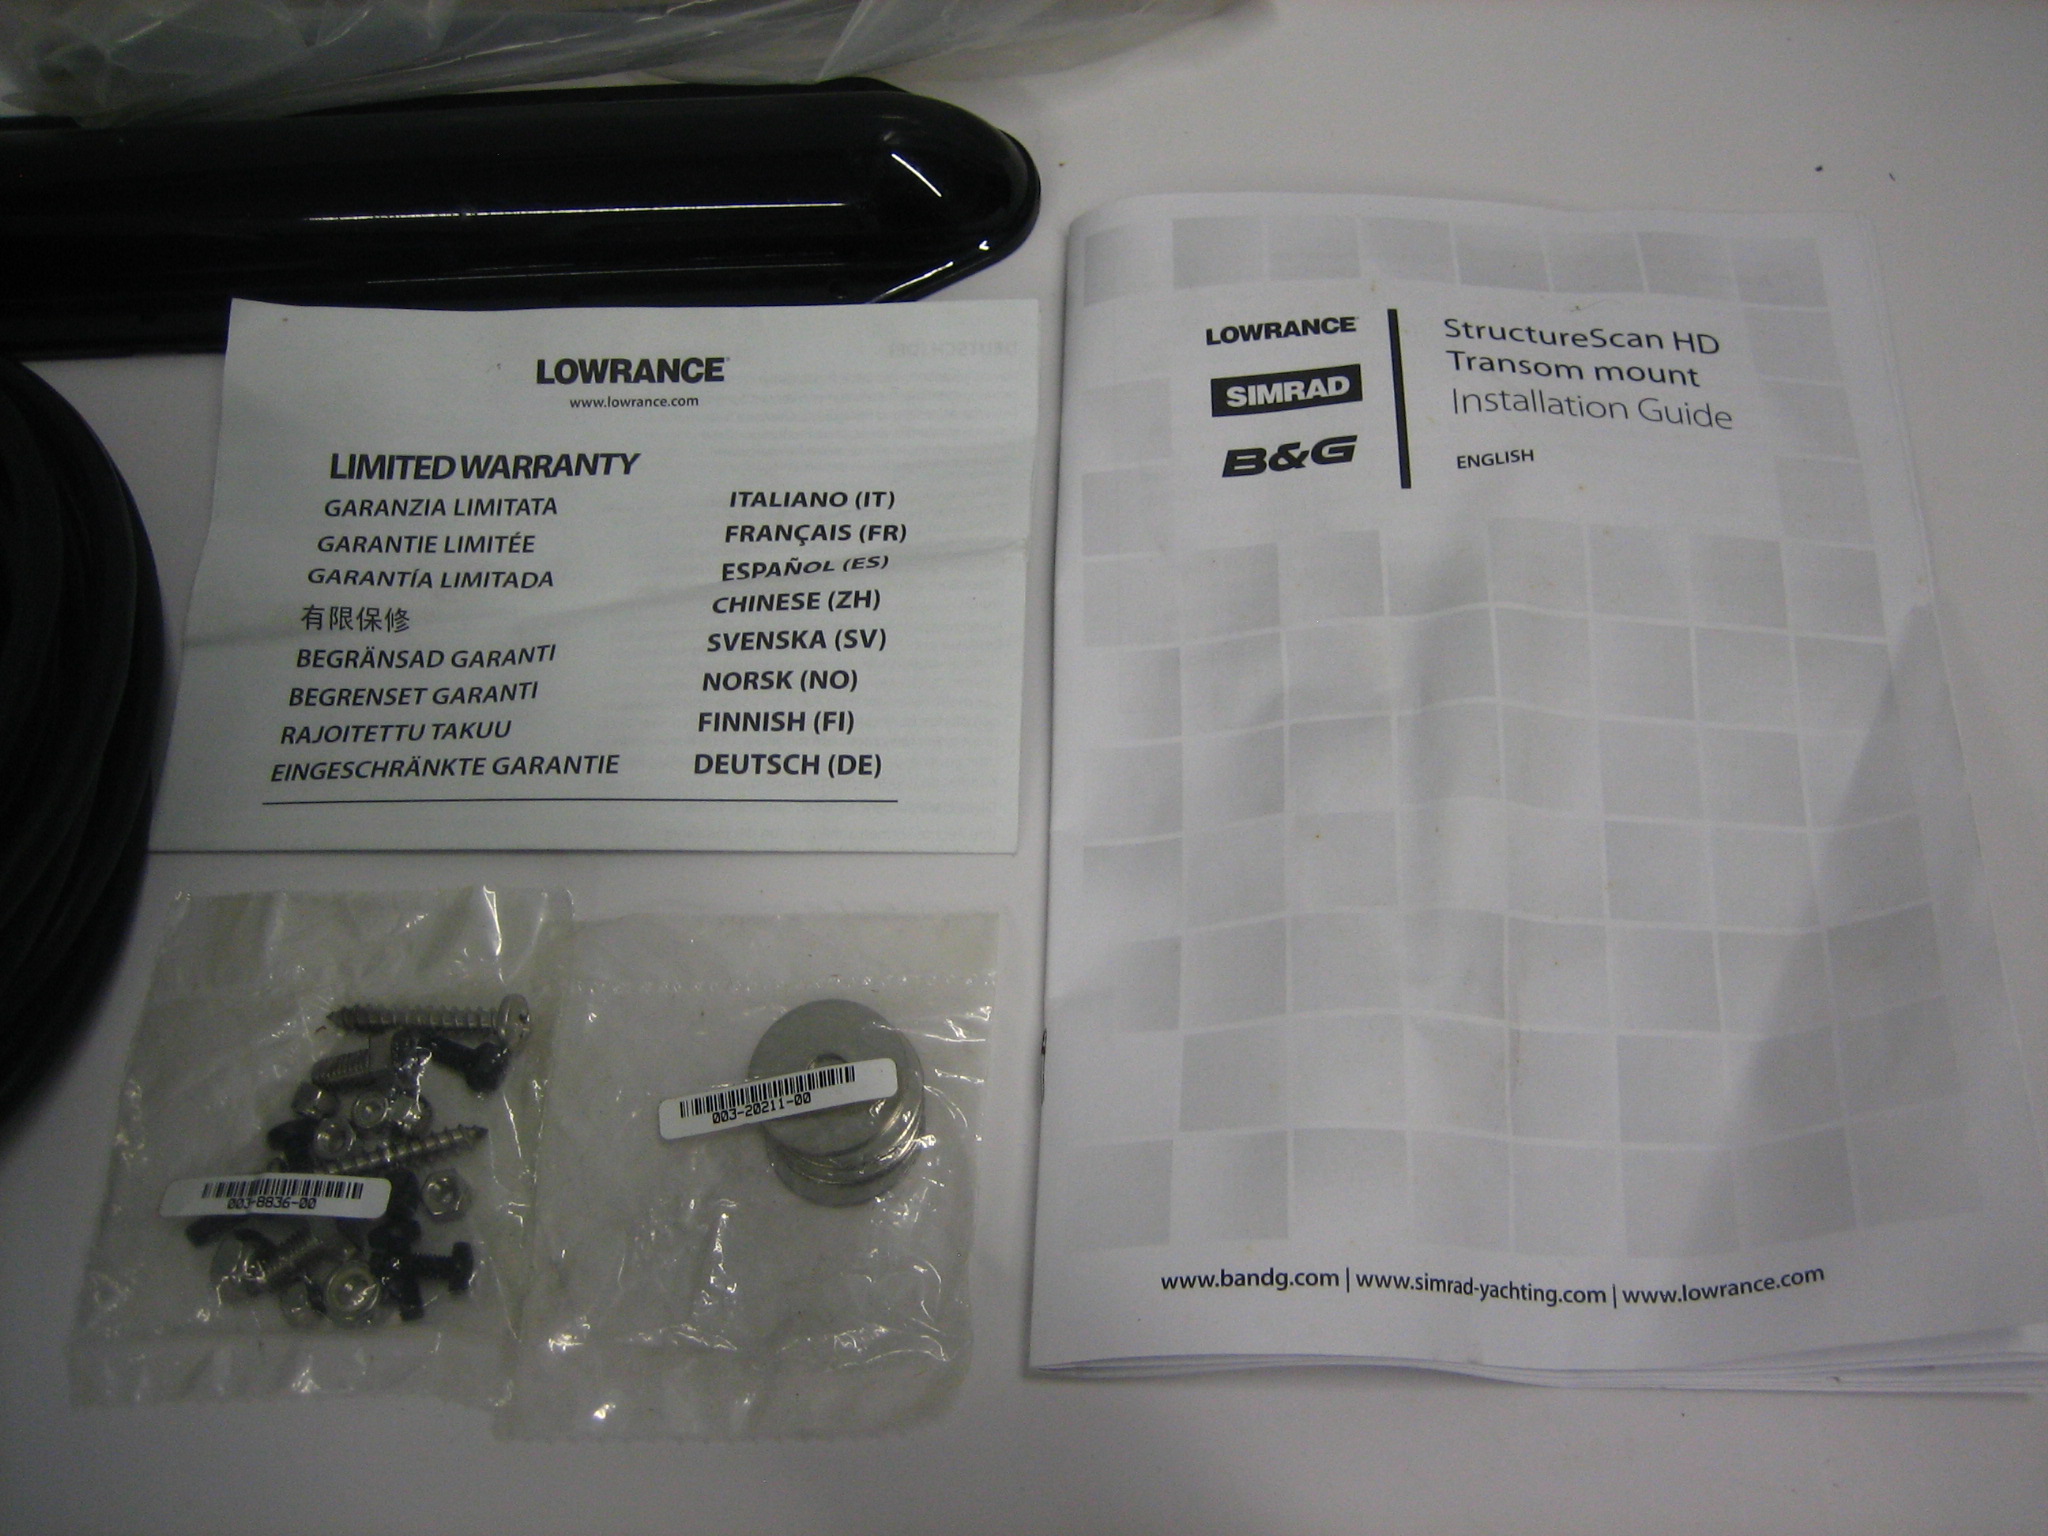 LOWRANCE
www.lowrance.com
LIMITED WARRANTY
GARANZIA LIMITATA ITALIANO (IT)
GARANTIE LIMITÉE FRANÇAIS (FR)
GARANTÍA LIMITADA ESPAÑOL (ES)
有限保修 CHINESE (ZH)
BEGRÄNSAD GARANTI SVENSKA (SV)
BEGRENSET GARANTI NORSK (NO)
RAJOITETTU TAKUU FINNISH (FI)
EINGESCHRÄNKTE GARANTIE DEUTSCH (DE)
003-8836-00
003-20211-00
LOWRANCE
SIMRAD
B&G
StructureScan HD
Transom mount
Installation Guide
ENGLISH
www.bandg.com | www.simrad-yachting.com | www.lowrance.com